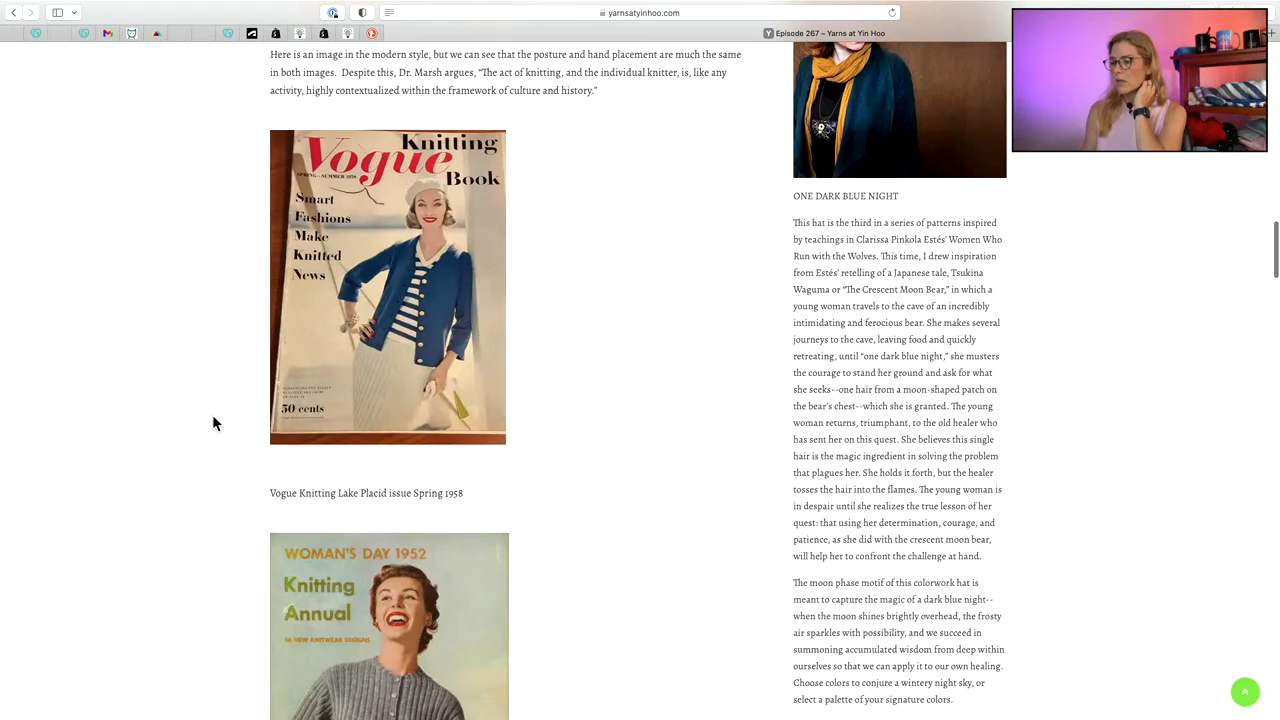 yarnsatyinhoo.com
Episode 267 – Yarns at Yin Hoo
Here is an image in the modern style, but we can see that the posture and hand placement are much the same
in both images.  Despite this, Dr. Marsh argues, “The act of knitting, and the individual knitter, is, like any
activity, highly contextualized within the framework of culture and history.”
Knitting
Vogue
SPRING - SUMMER 1958
Book
Smart
Fashions
Make
Knitted
News
50 cents
Vogue Knitting Lake Placid issue Spring 1958
WOMAN'S DAY 1952
Knitting
Annual
NEW KNITWEAR DESIGNS
ONE DARK BLUE NIGHT
This hat is the third in a series of patterns inspired
by teachings in Clarissa Pinkola Estés' Women Who
Run with the Wolves. This time, I drew inspiration
from Estés' retelling of a Japanese tale, Tsukina
Waguma or “The Crescent Moon Bear,” in which a
young woman travels to the cave of an incredibly
intimidating and ferocious bear. She makes several
journeys to the cave, leaving food and quickly
retreating, until “one dark blue night,” she musters
the courage to stand her ground and ask for what
she seeks--one hair from a moon-shaped patch on
the bear's chest--which she is granted. The young
woman returns, triumphant, to the old healer who
has sent her on this quest. She believes this single
hair is the magic ingredient in solving the problem
that plagues her. She holds it forth, but the healer
tosses the hair into the flames. The young woman is
in despair until she realizes the true lesson of her
quest: that using her determination, courage, and
patience, as she did with the crescent moon bear,
will help her to confront the challenge at hand.
The moon phase motif of this colorwork hat is
meant to capture the magic of a dark blue night--
when the moon shines brightly overhead, the frosty
air sparkles with possibility, and we succeed in
summoning accumulated wisdom from deep within
ourselves so that we can apply it to our own healing.
Choose colors to conjure a wintery night sky, or
select a palette of your signature colors.